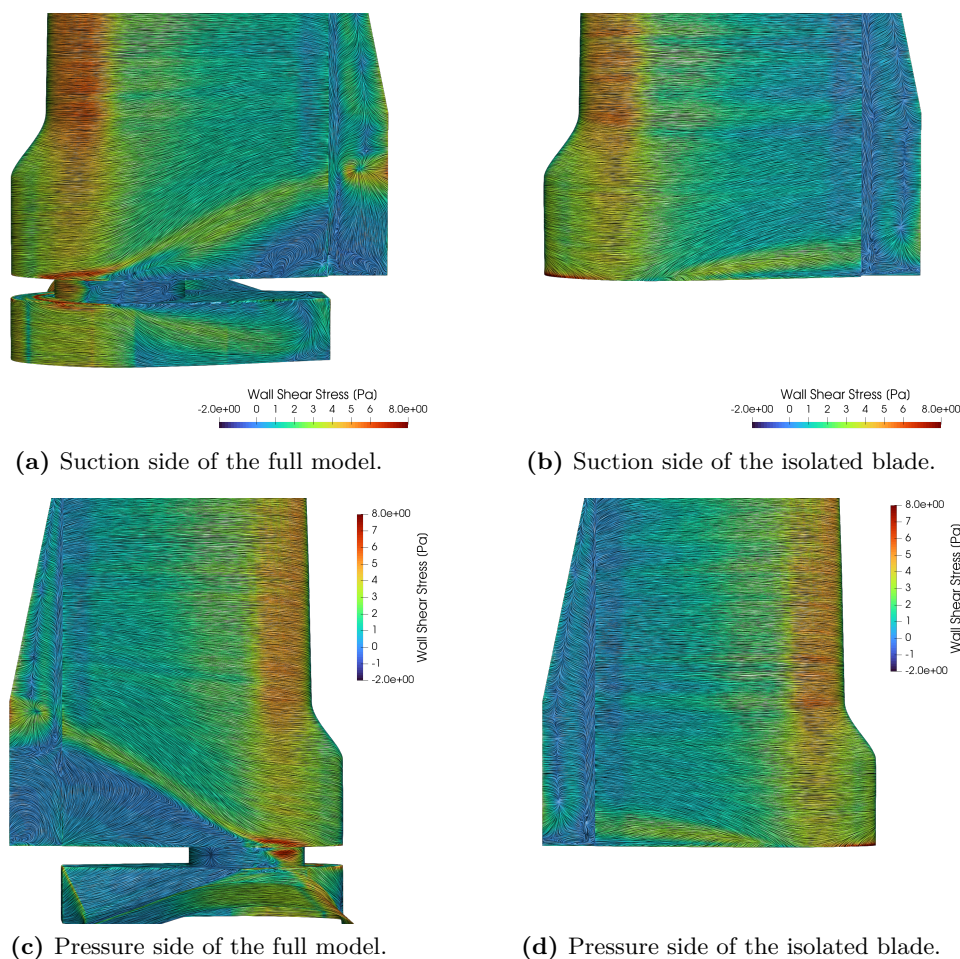 Wall Shear Stress (Pa)
-2.0e+00 0 1 2 3 4 5 6 8.0e+00
(a) Suction side of the full model.
Wall Shear Stress (Pa)
-2.0e+00 0 1 2 3 4 5 6 8.0e+00
(b) Suction side of the isolated blade.
8.0e+00
7
6
5
4
3
2
1
0
-1
-2.0e+00
Wall Shear Stress (Pa)
(c) Pressure side of the full model.
8.0e+00
7
6
5
4
3
2
1
0
-1
-2.0e+00
Wall Shear Stress (Pa)
(d) Pressure side of the isolated blade.